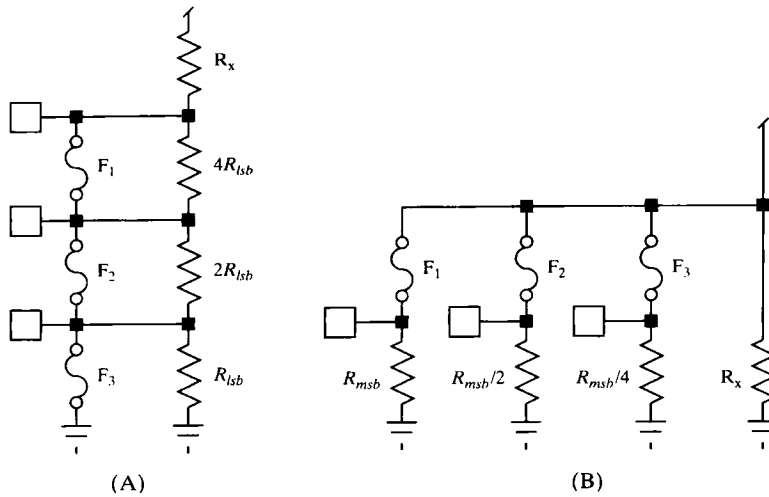 Rx
F1
4Rlsb
F2
2Rlsb
F3
Rlsb
(A)
F1
F2
F3
Rmsb
Rmsb/2
Rmsb/4
Rx
(B)